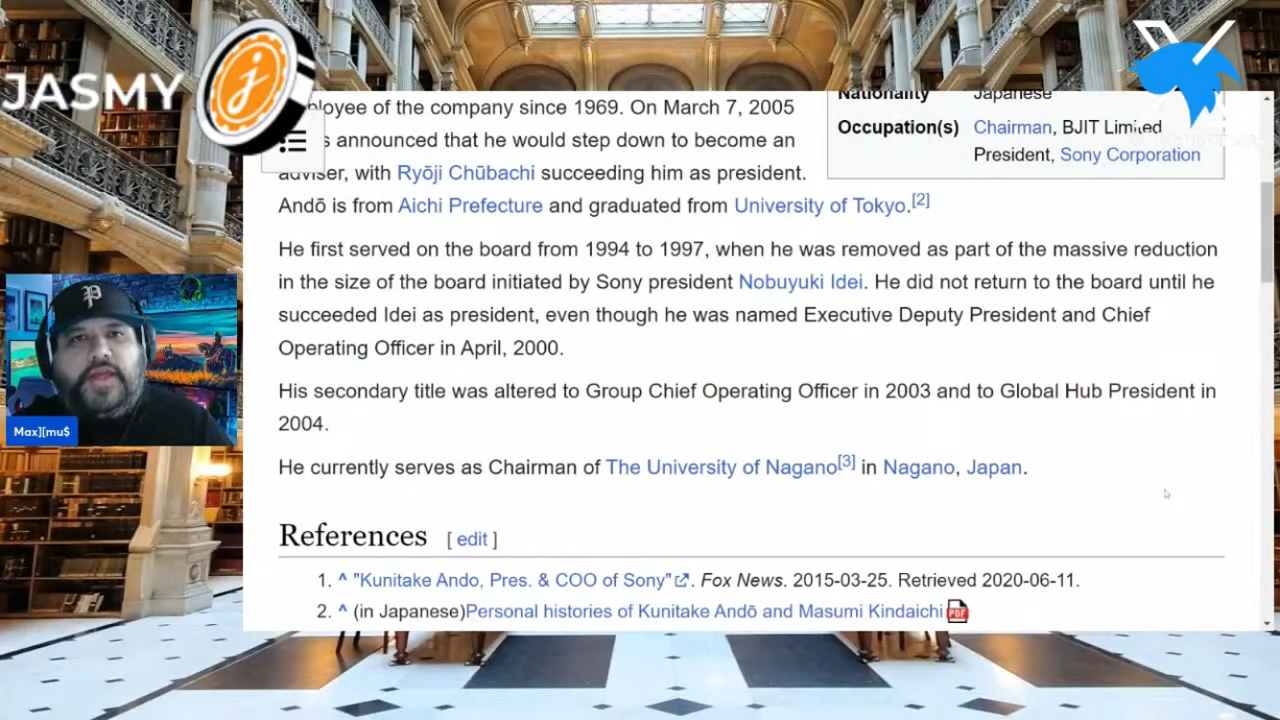 JASMY
ployee of the company since 1969. On March 7, 2005
s announced that he would step down to become an
adviser, with Ryōji Chūbachi succeeding him as president.
Andō is from Aichi Prefecture and graduated from University of Tokyo.[2]
Nationality Japanese
Occupation(s) Chairman, BJIT Limited
President, Sony Corporation
He first served on the board from 1994 to 1997, when he was removed as part of the massive reduction
in the size of the board initiated by Sony president Nobuyuki Idei. He did not return to the board until he
succeeded Idei as president, even though he was named Executive Deputy President and Chief
Operating Officer in April, 2000.
His secondary title was altered to Group Chief Operating Officer in 2003 and to Global Hub President in
2004.
He currently serves as Chairman of The University of Nagano[3] in Nagano, Japan.
References [ edit ]
1. ^ "Kunitake Ando, Pres. & COO of Sony". Fox News. 2015-03-25. Retrieved 2020-06-11.
2. ^ (in Japanese)Personal histories of Kunitake Andō and Masumi Kindaichi PDF
P
Max][mu$